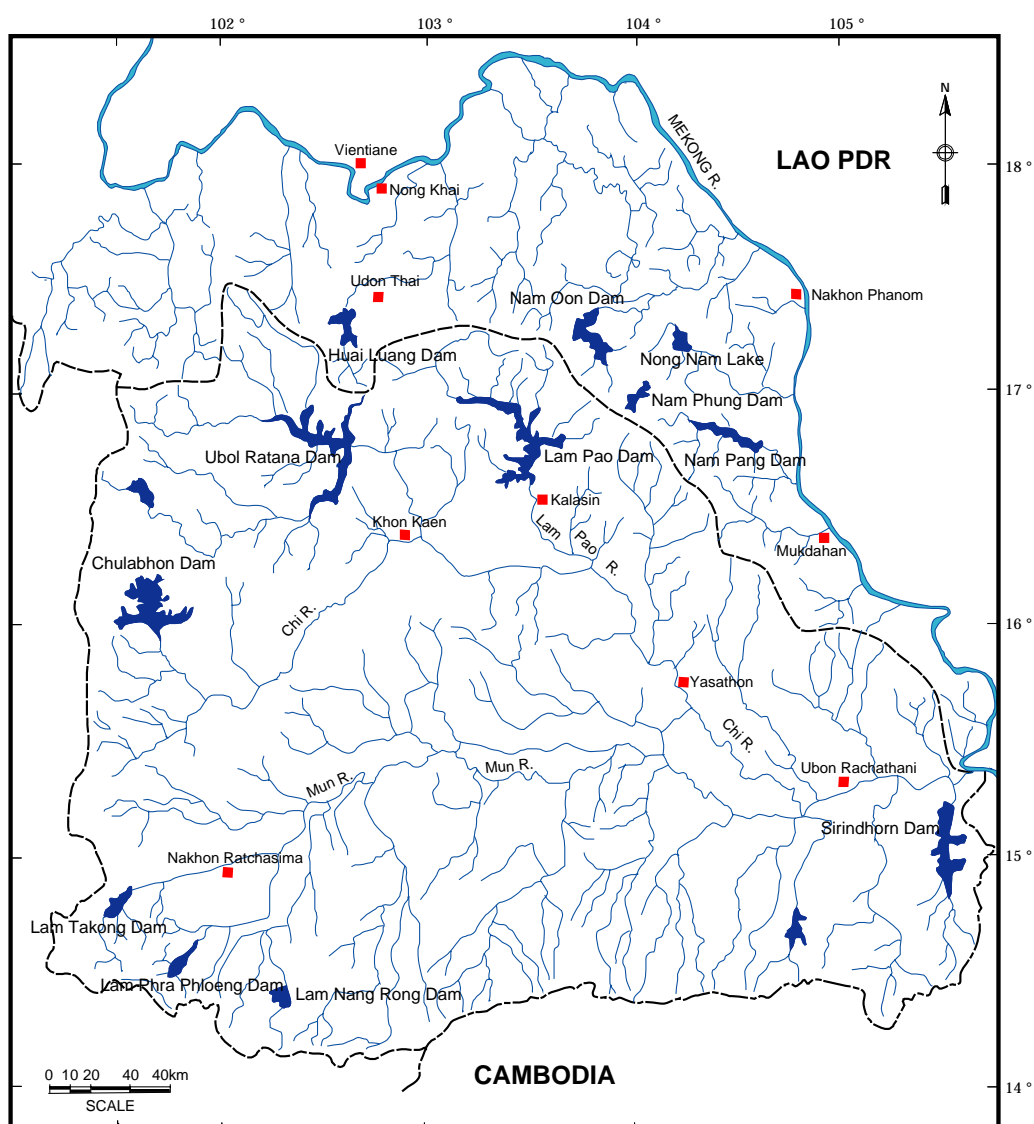 102 °
103 °
104 °
105 °
N
MEKONG R.
Vientiane
LAO PDR
18 °
Nong Khai
Udon Thai
Nam Oon Dam
Nakhon Phanom
Huai Luang Dam
Nong Nam Lake
17 °
Nam Phung Dam
Ubol Ratana Dam
Lam Pao Dam
Nam Pang Dam
Kalasin
Khon Kaen
Lam Pao R.
Mukdahan
Chulabhon Dam
Chi R.
16 °
Yasathon
Chi R.
Mun R.
Mun R.
Ubon Rachathani
Sirindhorn Dam
15 °
Nakhon Ratchasima
Lam Takong Dam
Lam Phra Phloeng Dam
Lam Nang Rong Dam
0 10 20 40 40km
SCALE
CAMBODIA
14 °